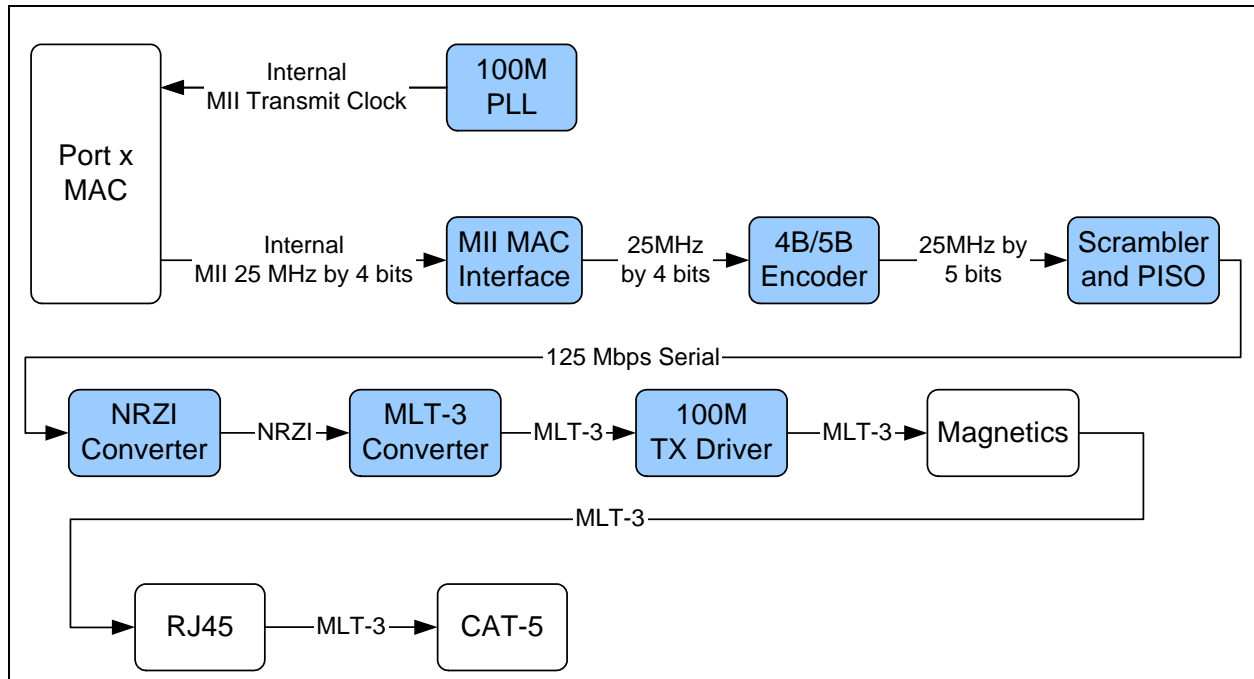 Internal
MII Transmit Clock
100M
PLL
Port x
MAC
Internal
MII 25 MHz by 4 bits
MII MAC
Interface
25MHz
by 4 bits
4B/5B
Encoder
25MHz by
5 bits
Scrambler
and PISO
125 Mbps Serial
NRZI
Converter
NRZI
MLT-3
Converter
MLT-3
100M
TX Driver
MLT-3
Magnetics
MLT-3
RJ45
MLT-3
CAT-5